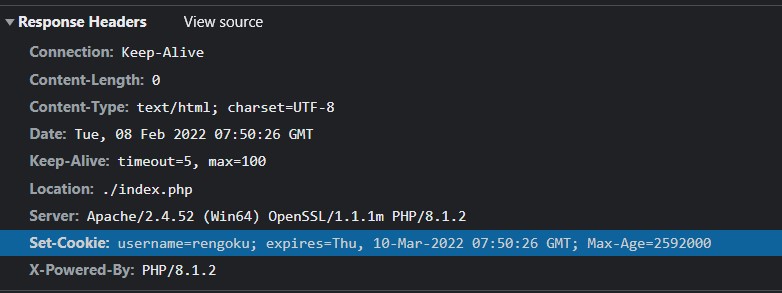 Response Headers View source
Connection: Keep-Alive
Content-Length: 0
Content-Type: text/html; charset=UTF-8
Date: Tue, 08 Feb 2022 07:50:26 GMT
Keep-Alive: timeout=5, max=100
Location: ./index.php
Server: Apache/2.4.52 (Win64) OpenSSL/1.1.1m PHP/8.1.2
Set-Cookie: username=rengoku; expires=Thu, 10-Mar-2022 07:50:26 GMT; Max-Age=2592000
X-Powered-By: PHP/8.1.2